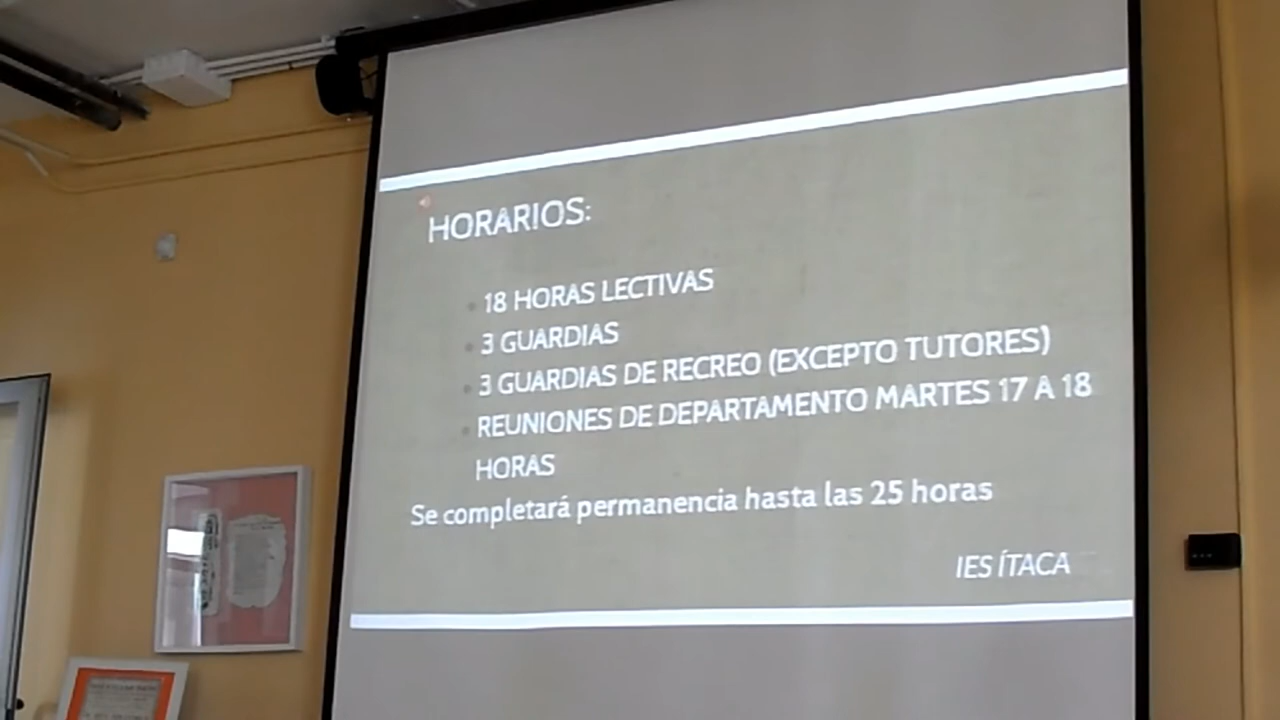 HORARIOS:
18 HORAS LECTIVAS
3 GUARDIAS
3 GUARDIAS DE RECREO (EXCEPTO TUTORES)
REUNIONES DE DEPARTAMENTO MARTES 17 A 18
HORAS
Se completará permanencia hasta las 25 horas
IES ÍTACA